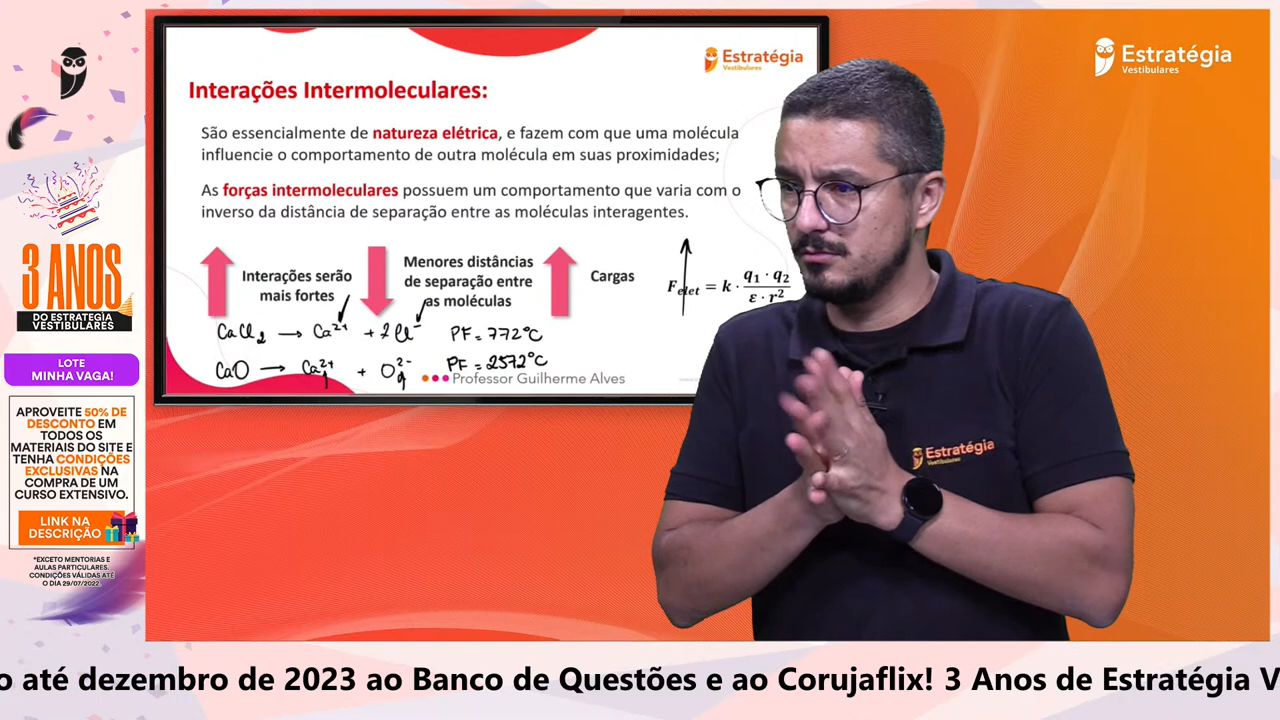 Estratégia
Vestibulares
Interações Intermoleculares:
São essencialmente de natureza elétrica, e fazem com que uma molécula
influencie o comportamento de outra molécula em suas proximidades;
As forças intermoleculares possuem um comportamento que varia com o
inverso da distância de separação entre as moléculas interagentes.
Interações serão
mais fortes
Menores distâncias
de separação entre
as moléculas
Cargas
Felet = k · q1 · q2 / ε · r²
CaCl2 → Ca2+ + 2Cl- PF = 772°C
CaO → Ca2+ + O2- PF = 2572°C
q q
Professor Guilherme Alves
Estratégia
Vestibulares
Estratégia
Vestibulares
3 ANOS
DO ESTRATÉGIA
VESTIBULARES
LOTE
MINHA VAGA!
APROVEITE 50% DE
DESCONTO EM
TODOS OS
MATERIAIS DO SITE E
TENHA CONDIÇÕES
EXCLUSIVAS NA
COMPRA DE UM
CURSO EXTENSIVO.
LINK NA
DESCRIÇÃO
*EXCETO MENTORIAS E
AULAS PARTICULARES.
CONDIÇÕES VÁLIDAS ATÉ
O DIA 29/07/2022.
o até dezembro de 2023 ao Banco de Questões e ao Corujaflix! 3 Anos de Estratégia V